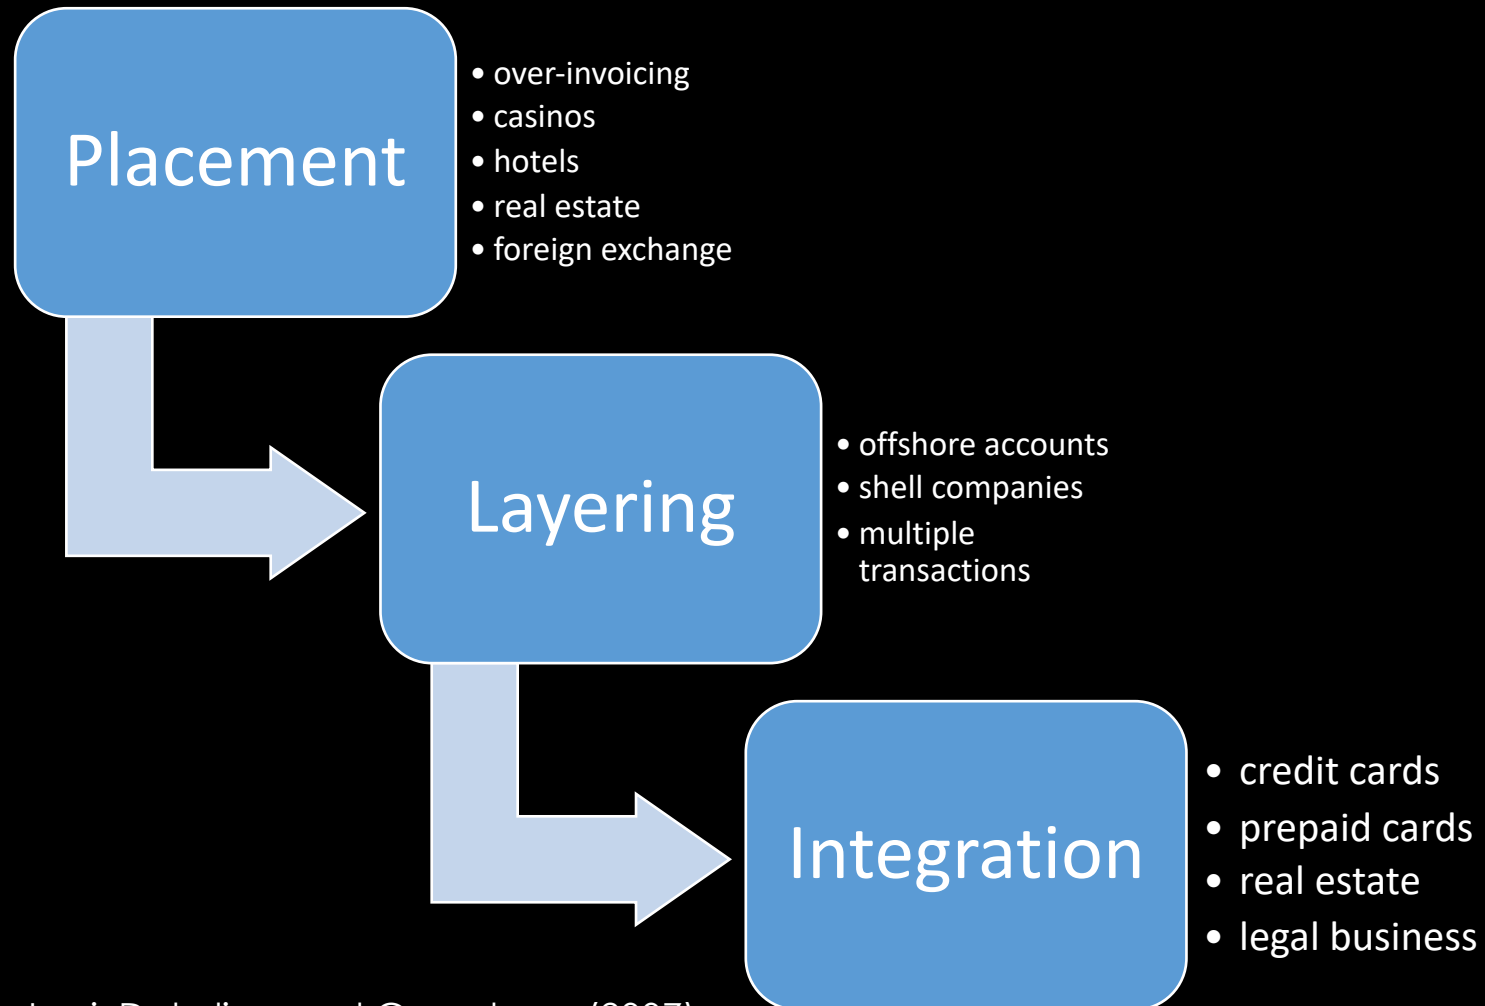 Placement
• over-invoicing
• casinos
• hotels
• real estate
• foreign exchange
Layering
• offshore accounts
• shell companies
• multiple
transactions
Integration
• credit cards
• prepaid cards
• real estate
• legal business